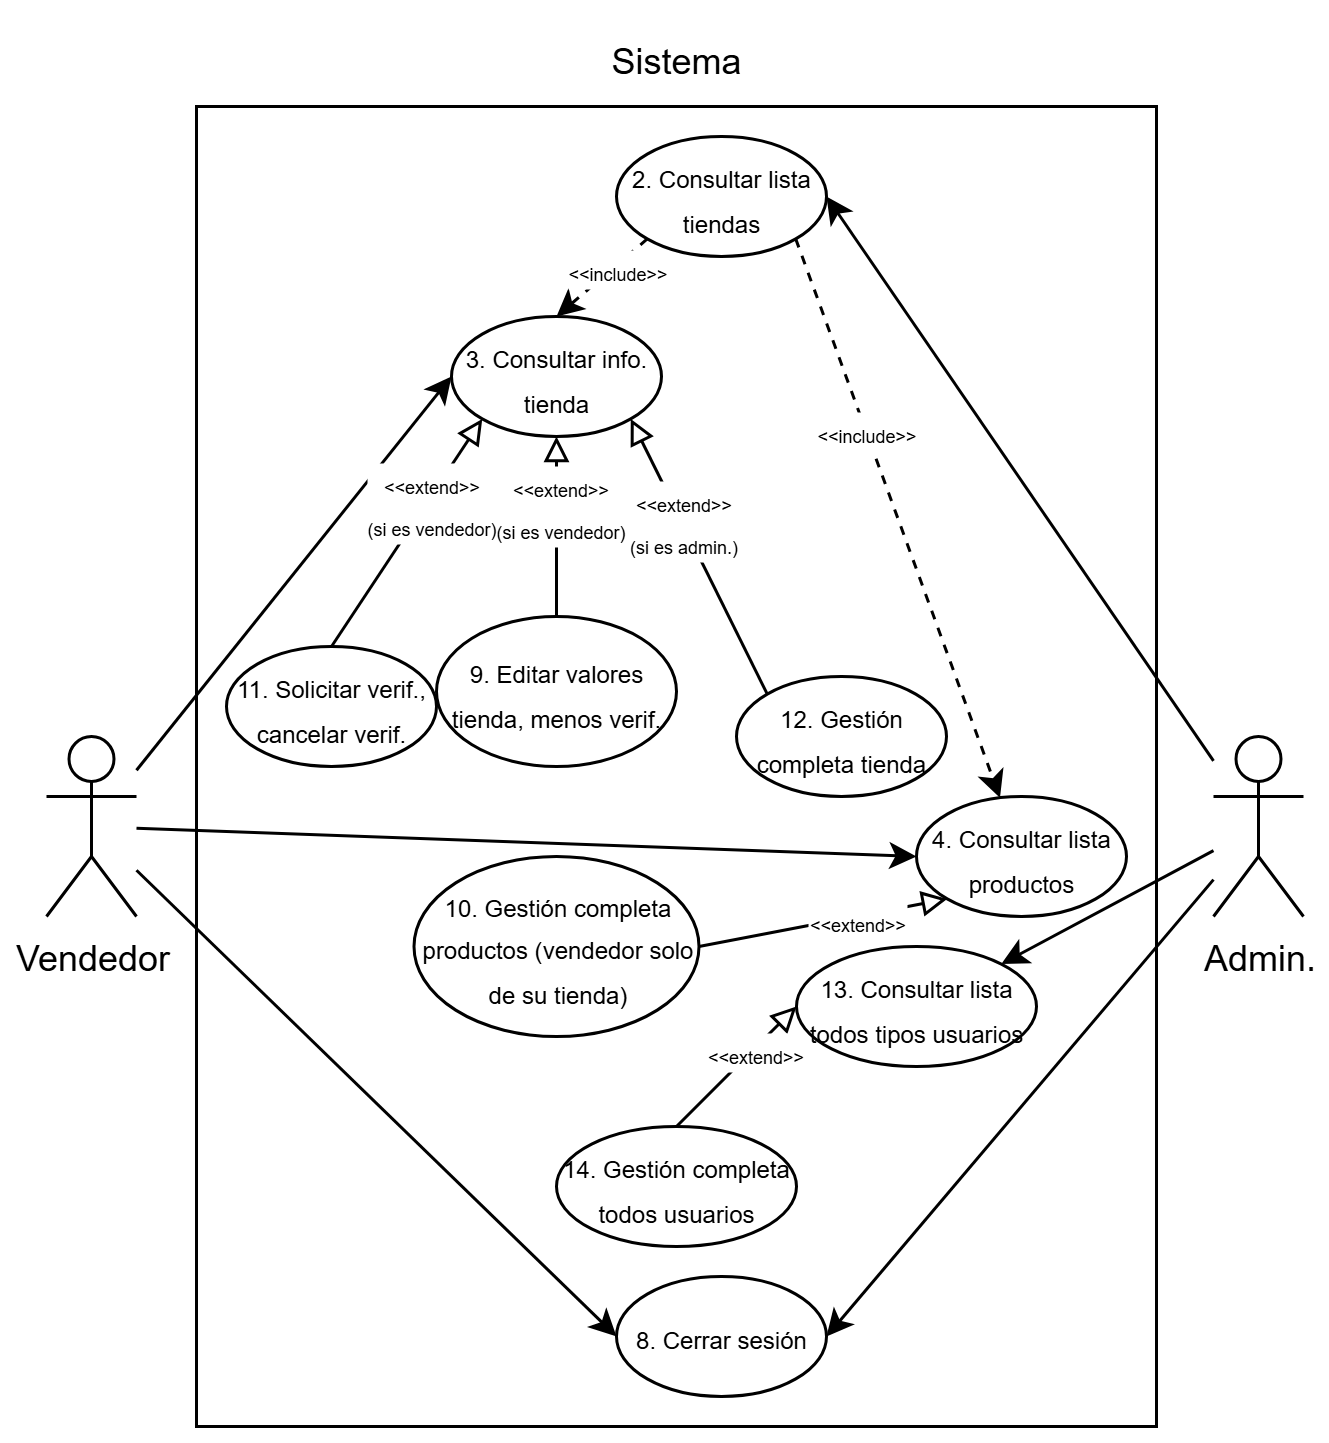 Sistema
2. Consultar lista
tiendas
<<include>>
3. Consultar info.
tienda
<<include>>
<<extend>>
(si es vendedor)
<<extend>>
(si es vendedor)
<<extend>>
(si es admin.)
11. Solicitar verif.,
cancelar verif.
9. Editar valores
tienda, menos verif.
12. Gestión
completa tienda
4. Consultar lista
productos
10. Gestión completa
productos (vendedor solo
de su tienda)
<<extend>>
Vendedor
Admin.
13. Consultar lista
todos tipos usuarios
<<extend>>
14. Gestión completa
todos usuarios
8. Cerrar sesión